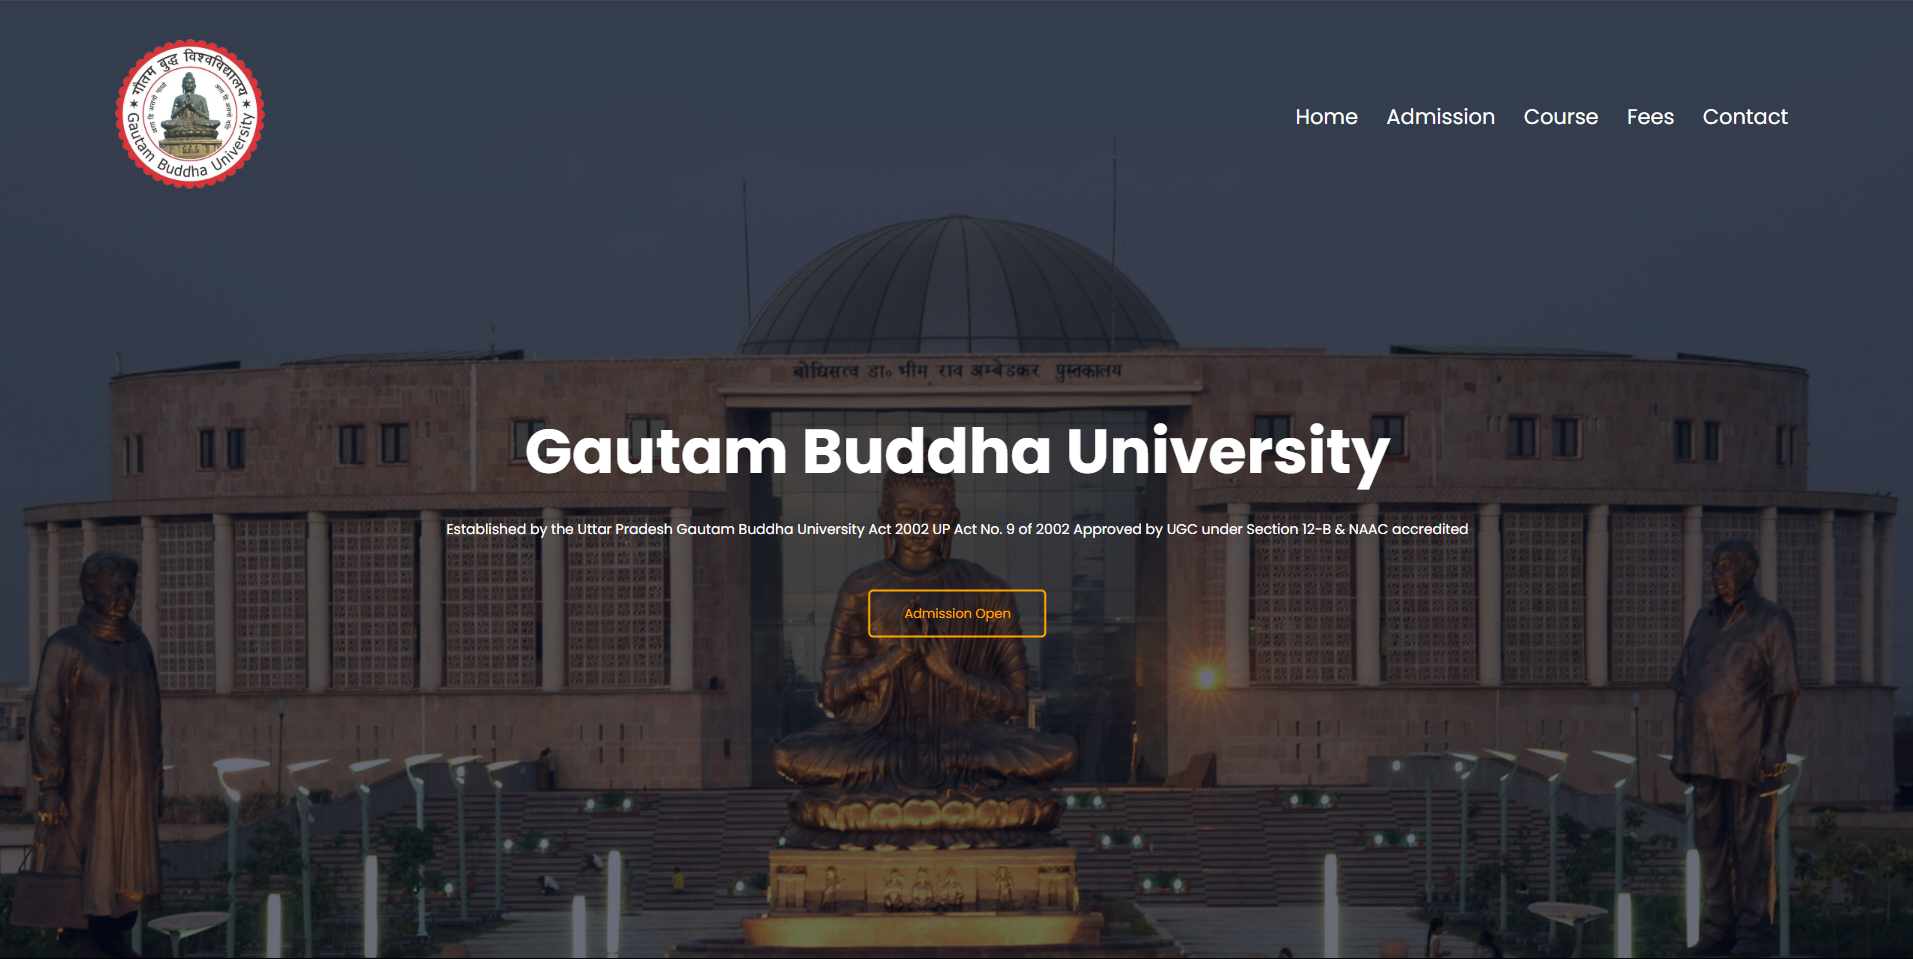 गौतम बुद्ध विश्वविद्यालय
Gautam Buddha University
Home Admission Course Fees Contact
बोधिसत्व डा० भीम राव अम्बेडकर पुस्तकालय
Gautam Buddha University
Established by the Uttar Pradesh Gautam Buddha University Act 2002 UP Act No. 9 of 2002 Approved by UGC under Section 12-B & NAAC accredited
Admission Open